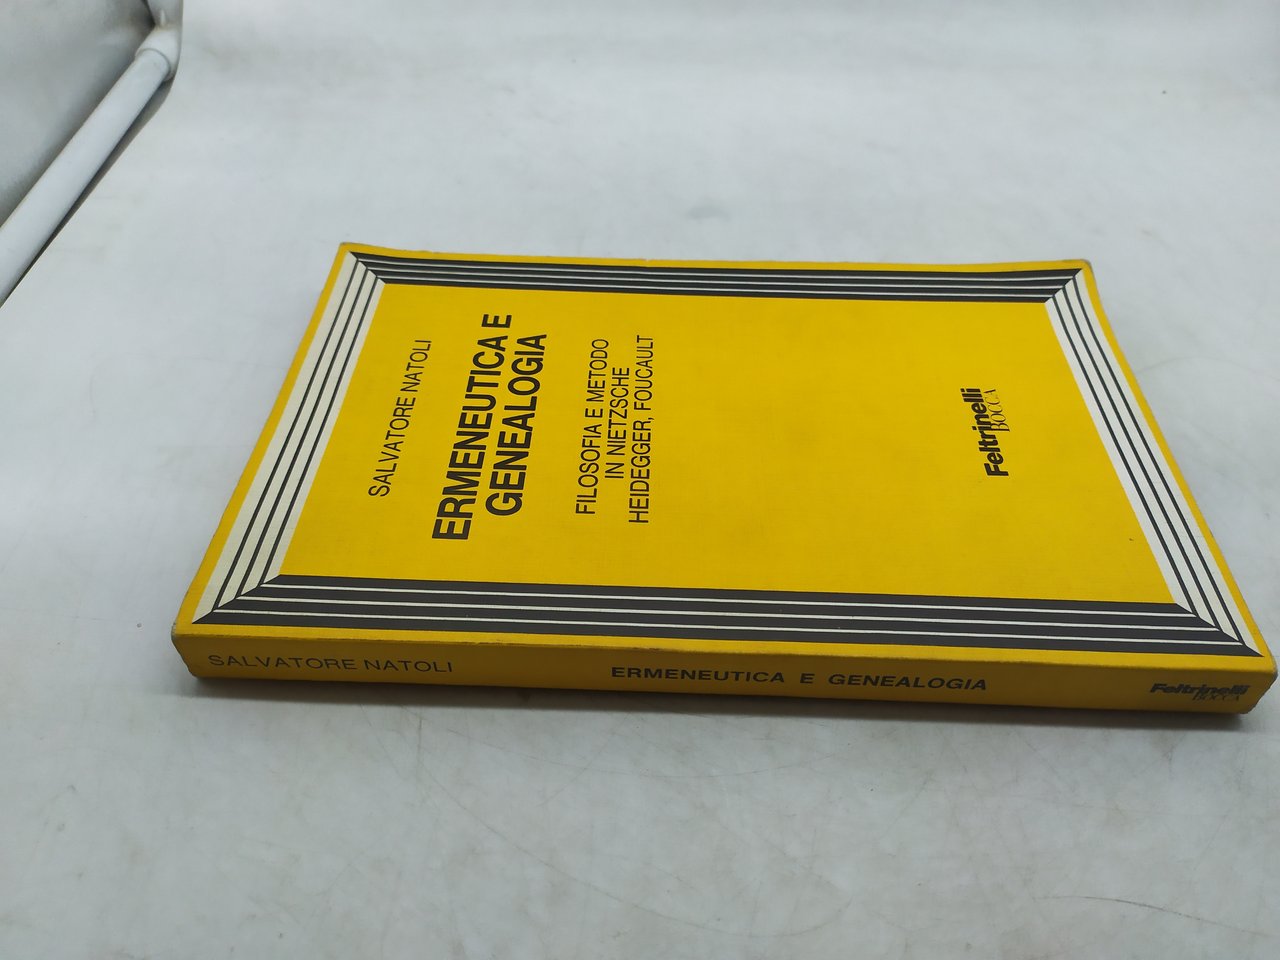 SALVATORE NATOLI
ERMENEUTICA E
GENEALOGIA
FILOSOFIA E METODO
IN NIETZSCHE
HEIDEGGER, FOUCAULT
Feltrinelli
BOCCA
SALVATORE NATOLI
ERMENEUTICA E GENEALOGIA
Feltrinelli
BOCCA